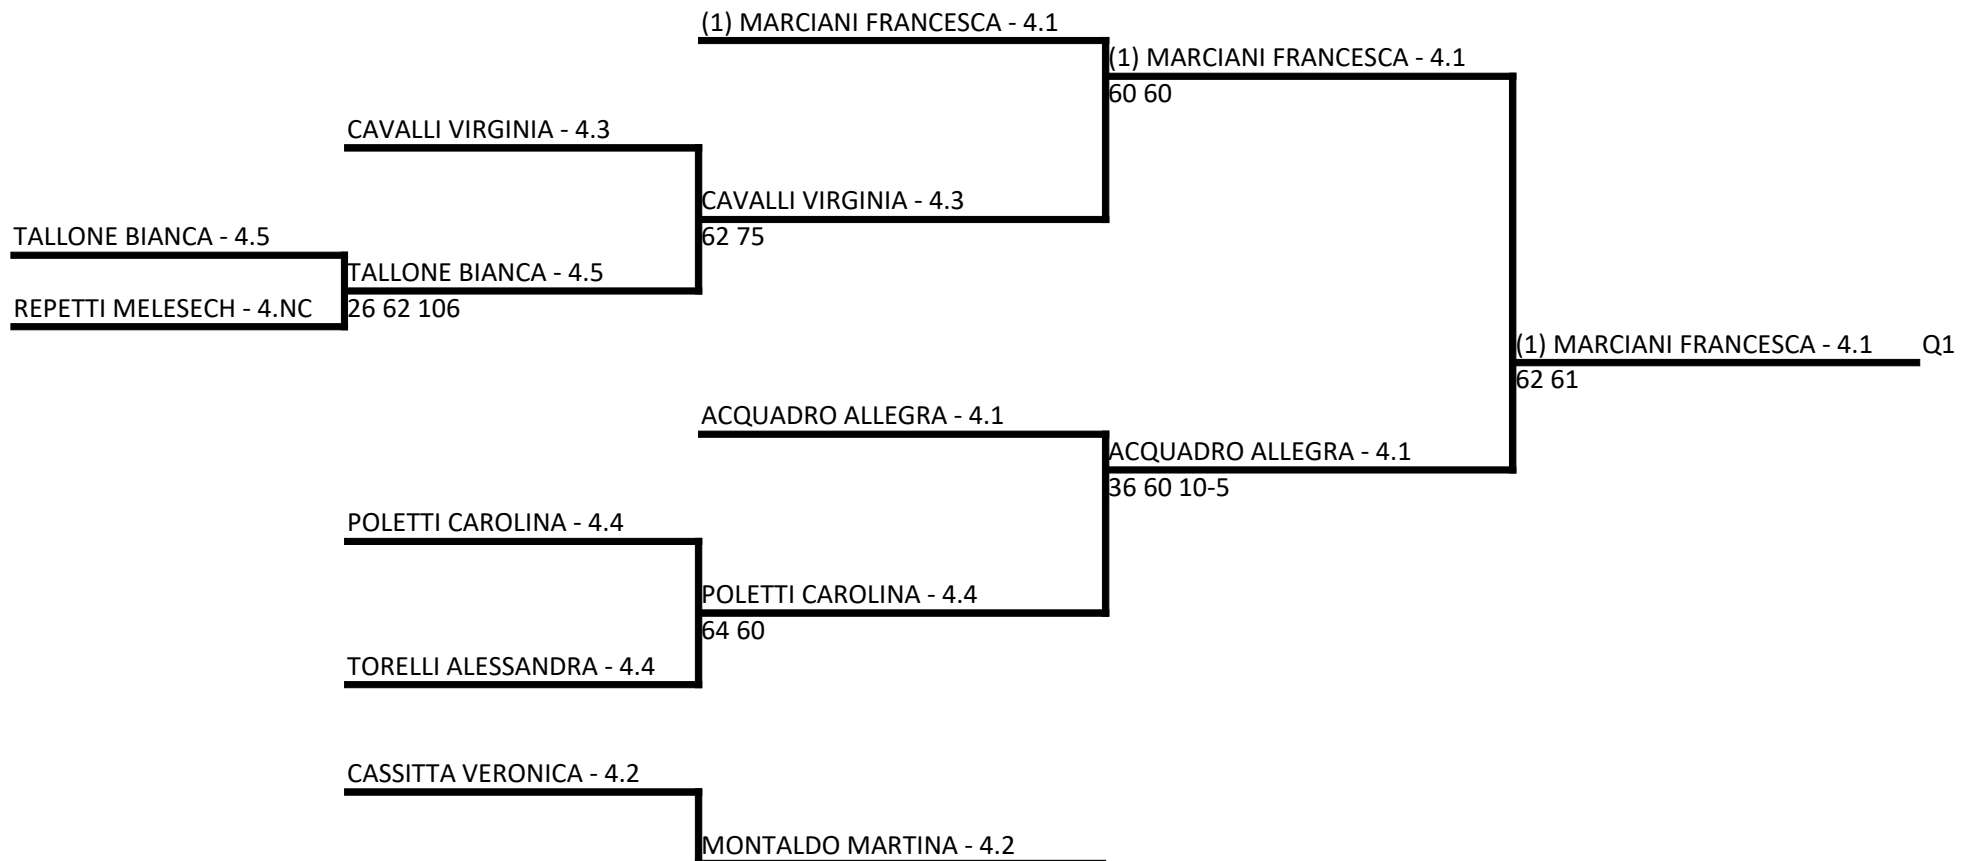 (1) MARCIANI FRANCESCA - 4.1
(1) MARCIANI FRANCESCA - 4.1
60 60
CAVALLI VIRGINIA - 4.3
CAVALLI VIRGINIA - 4.3
62 75
TALLONE BIANCA - 4.5
TALLONE BIANCA - 4.5
26 62 106
REPETTI MELESECH - 4.NC
(1) MARCIANI FRANCESCA - 4.1 Q1
62 61
ACQUADRO ALLEGRA - 4.1
ACQUADRO ALLEGRA - 4.1
36 60 10-5
POLETTI CAROLINA - 4.4
POLETTI CAROLINA - 4.4
64 60
TORELLI ALESSANDRA - 4.4
CASSITTA VERONICA - 4.2
MONTALDO MARTINA - 4.2